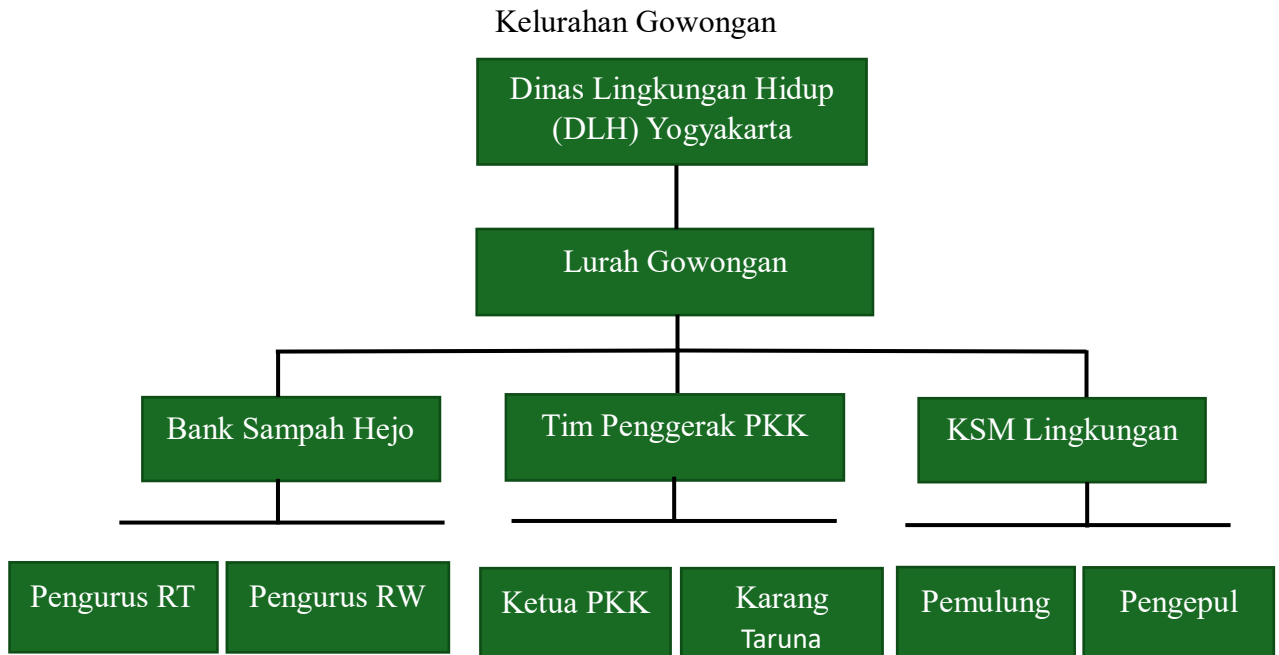 Kelurahan Gowongan
Dinas Lingkungan Hidup
(DLH) Yogyakarta
Lurah Gowongan
Bank Sampah Hejo
Tim Penggerak PKK
KSM Lingkungan
Pengurus RT
Pengurus RW
Ketua PKK
Karang
Taruna
Pemulung
Pengepul